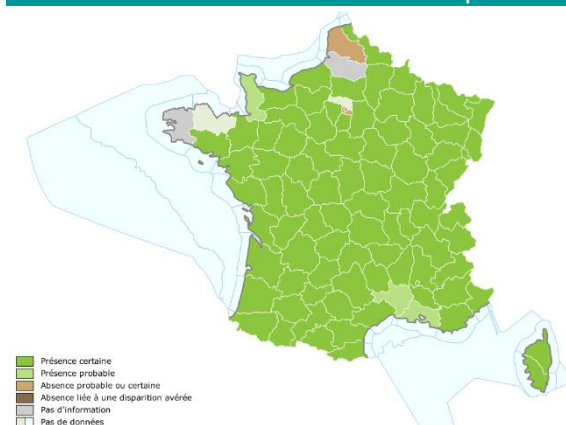 Présence certaine
Présence probable
Absence probable ou certaine
Absence liée à une disparition avérée
Pas d'information
Pas de données